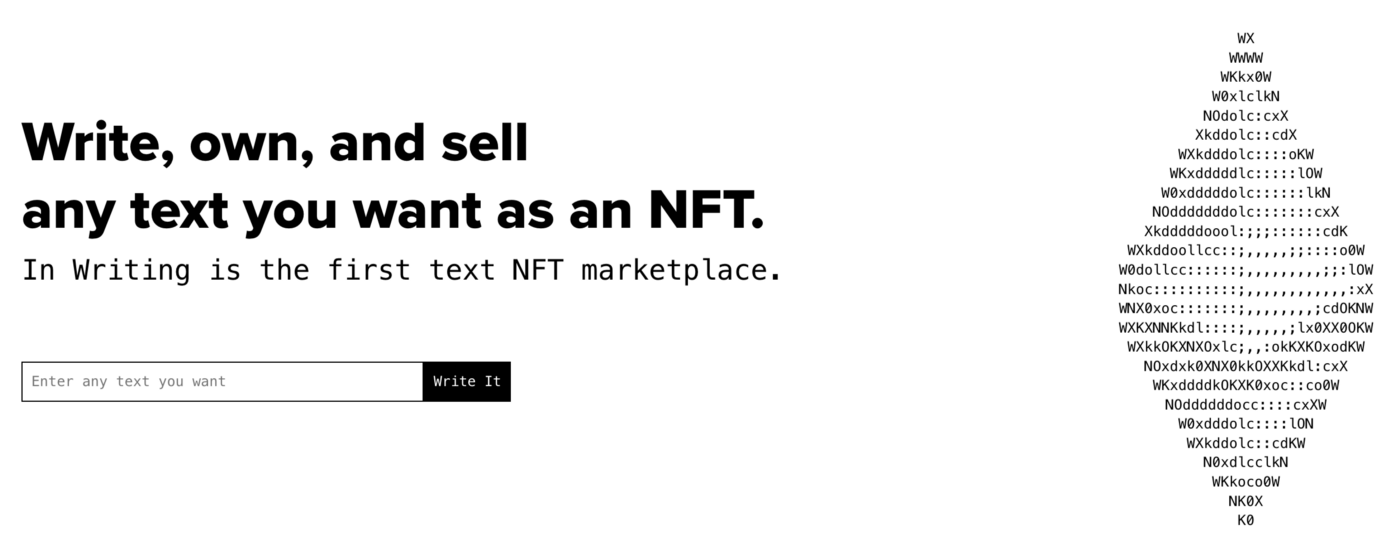 Write, own, and sell
any text you want as an NFT.
In Writing is the first text NFT marketplace.
Enter any text you want
Write It
WX
WWWW
WKkx0W
W0xlclkN
NOdolc:cxX
Xkddolc::cdX
WXkdddolc::::oKW
WKxdddddlc:::::lOW
W0xdddddolc::::::lkN
NOdddddddolc:::::::cxX
Xkdddddoool:;;;::::::cdK
WXkddoollcc::;,,,,,;;::::o0W
W0dollcc::::::;,,,,,,,,,;;:lOW
Nkoc::::::::::;,,,,,,,,,,,,:xX
WNX0xoc:::::::;,,,,,,,,;cdOKNW
WXKXNNKkdl::::;,,,,,;lx0XX0OKW
WXkkOKXNXOxlc;,,:okKXKOxodKW
NOxdxk0XNX0kkOXXKkdl:cxX
WKxddddkOKXK0xoc::co0W
NOddddddocc::::cxXW
W0xdddolc::::lON
WXkddolc::cdKW
N0xdlcclkN
WKkoco0W
NK0X
K0